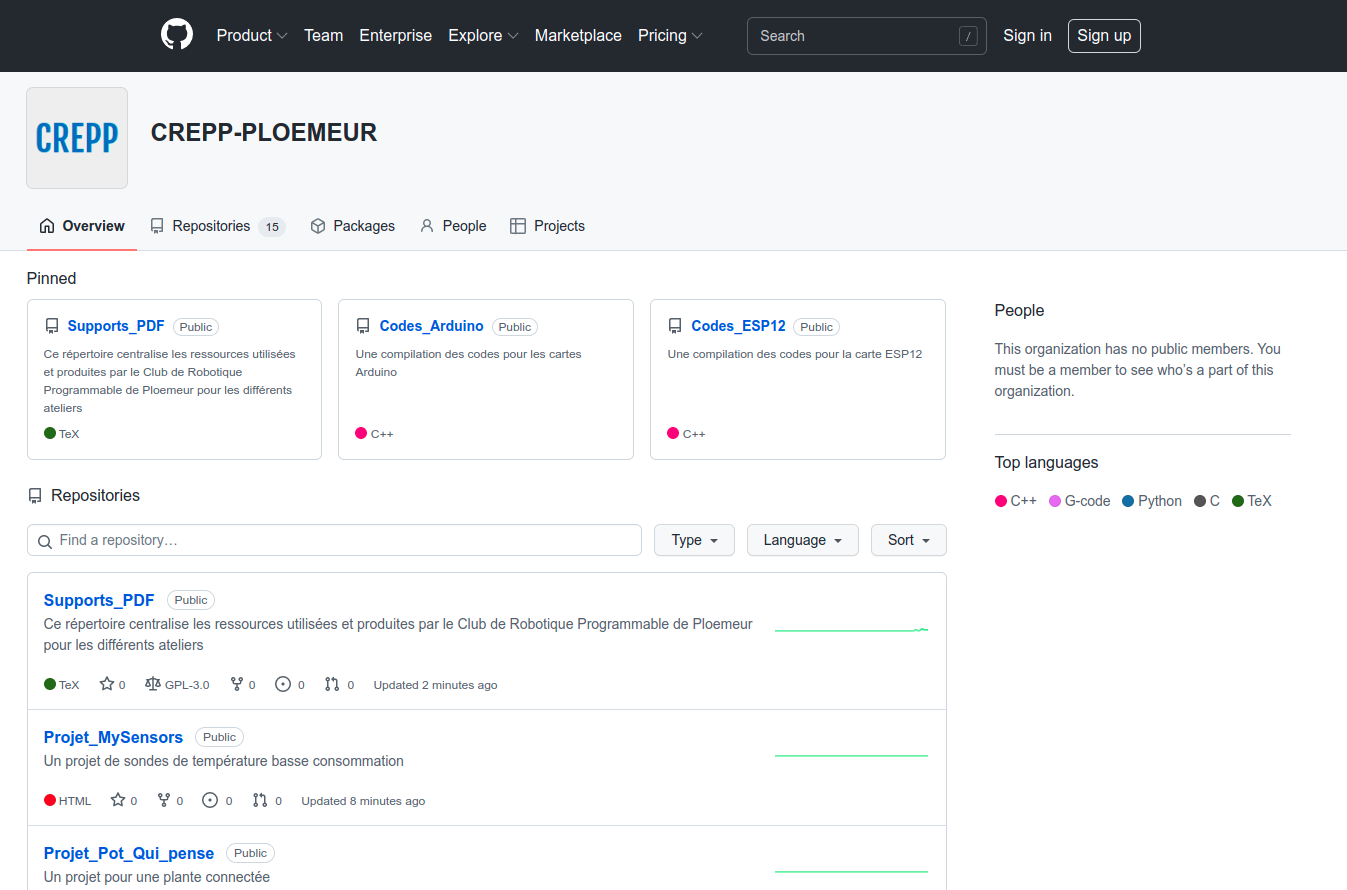 Product Team Enterprise Explore Marketplace Pricing Search / Sign in Sign up
CREPP
CREPP-PLOEMEUR
Overview Repositories 15 Packages People Projects
Pinned
Supports_PDF Public
Ce répertoire centralise les ressources utilisées
et produites par le Club de Robotique
Programmable de Ploemeur pour les différents
ateliers
TeX
Codes_Arduino Public
Une compilation des codes pour les cartes
Arduino
C++
Codes_ESP12 Public
Une compilation des codes pour la carte ESP12
C++
People
This organization has no public members. You
must be a member to see who's a part of this
organization.
Top languages
C++ G-code Python C TeX
Repositories
Find a repository…
Type Language Sort
Supports_PDF Public
Ce répertoire centralise les ressources utilisées et produites par le Club de Robotique Programmable de Ploemeur
pour les différents ateliers
TeX 0 GPL-3.0 0 0 0 Updated 2 minutes ago
Projet_MySensors Public
Un projet de sondes de température basse consommation
HTML 0 0 0 0 Updated 8 minutes ago
Projet_Pot_Qui_pense Public
Un projet pour une plante connectée